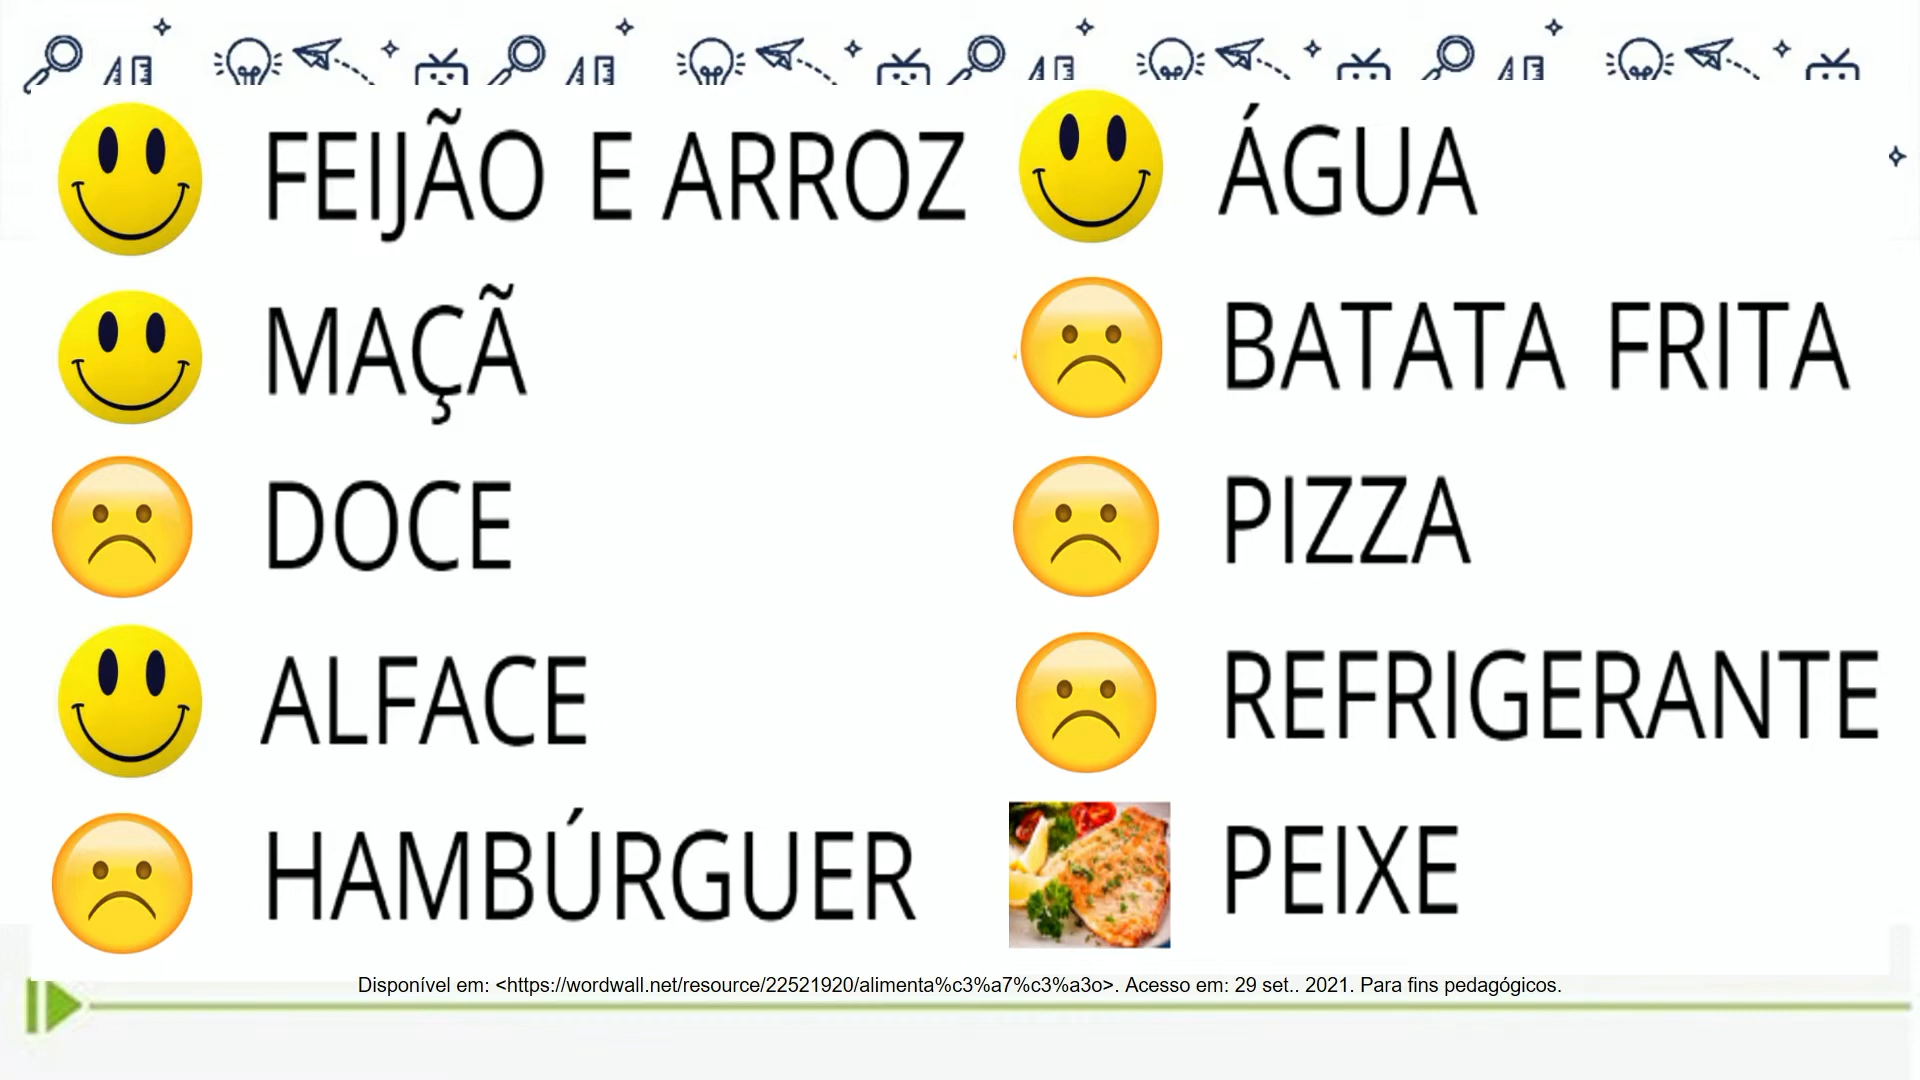 FEIJÃO E ARROZ
MAÇÃ
DOCE
ALFACE
HAMBÚRGUER
ÁGUA
BATATA FRITA
PIZZA
REFRIGERANTE
PEIXE
Disponível em: <https://wordwall.net/resource/22521920/alimenta%c3%a7%c3%a3o>. Acesso em: 29 set.. 2021. Para fins pedagógicos.